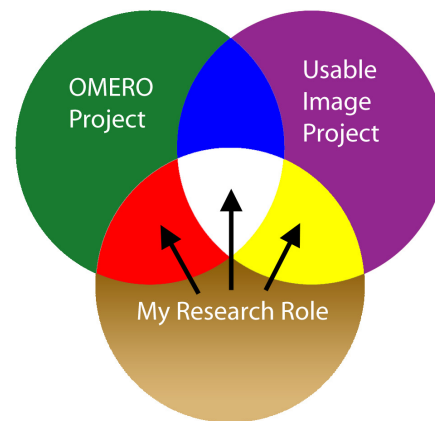 OMERO
Project
Usable
Image
Project
My Research Role